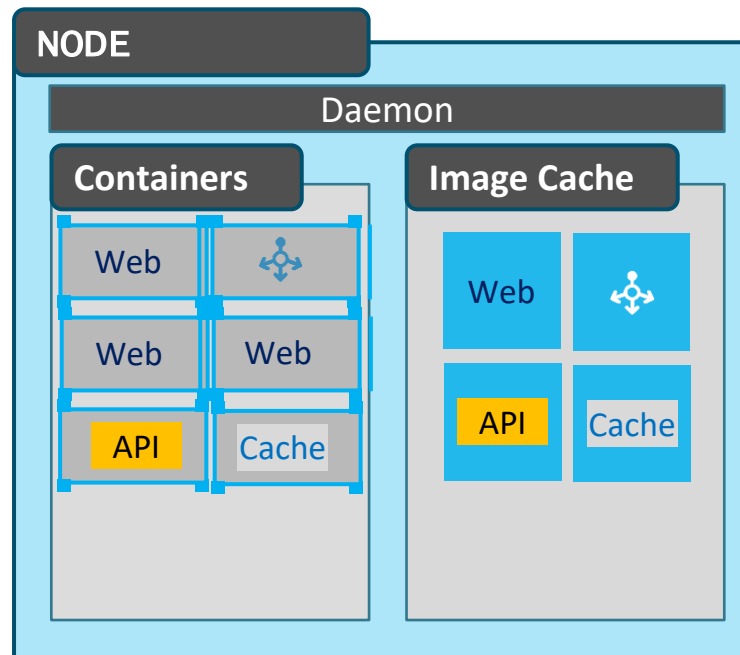 NODE
Daemon
Containers
Web
Web
Web
API
Cache
Image Cache
Web
API
Cache